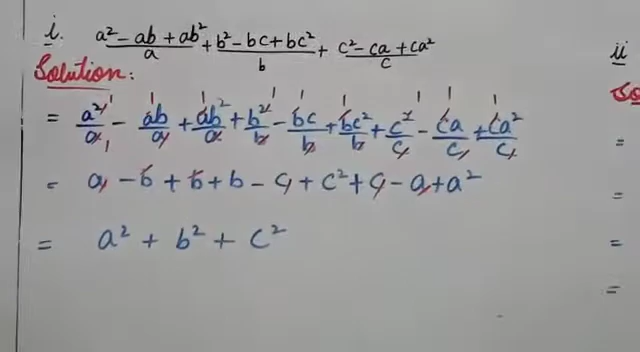 i. (a² - ab + ab²)/a + (b² - bc + bc²)/b + (c² - ca + ca²)/c
ii
Solution:
= a²/a - ab/a + ab²/a + b²/b - bc/b + bc²/b + c²/c - ca/c + ca²/c
= a - b + b + b - c + c² + c - a + a²
= a² + b² + c²
=
=
=
=